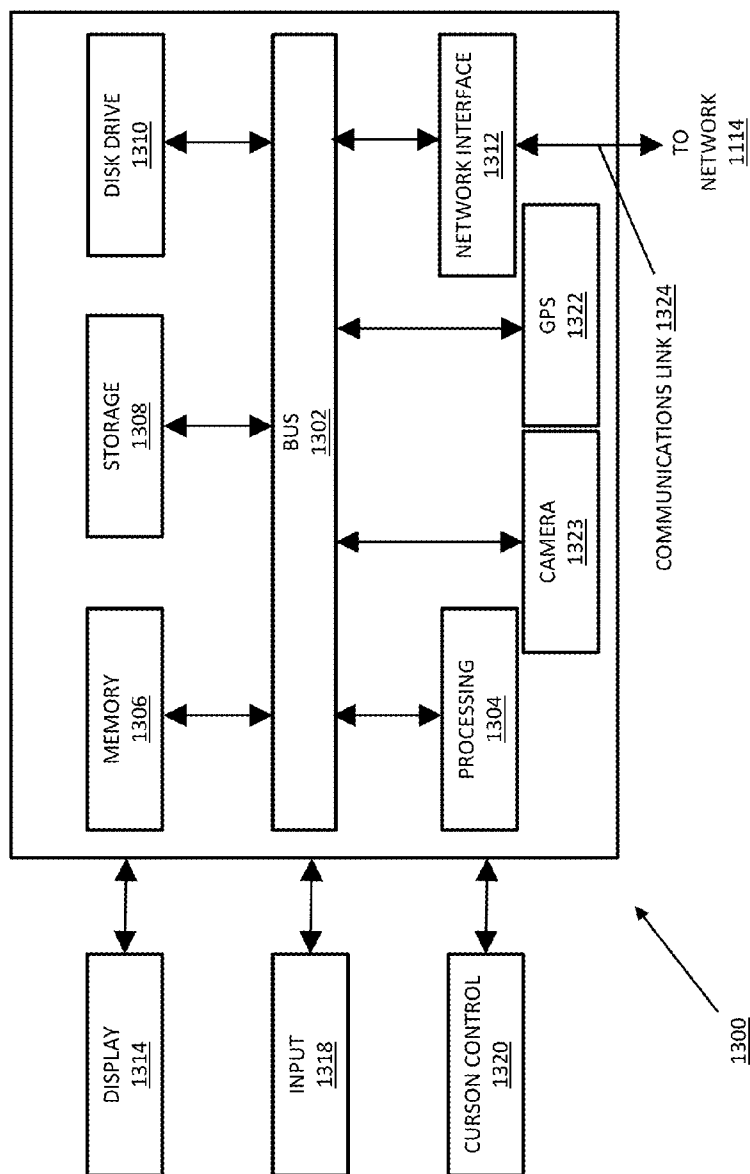 DISPLAY
1314
INPUT
1318
CURSON CONTROL
1320
1300
MEMORY
1306
STORAGE
1308
DISK DRIVE
1310
BUS
1302
PROCESSING
1304
CAMERA
1323
GPS
1322
NETWORK INTERFACE
1312
COMMUNICATIONS LINK 1324
TO
NETWORK
1114